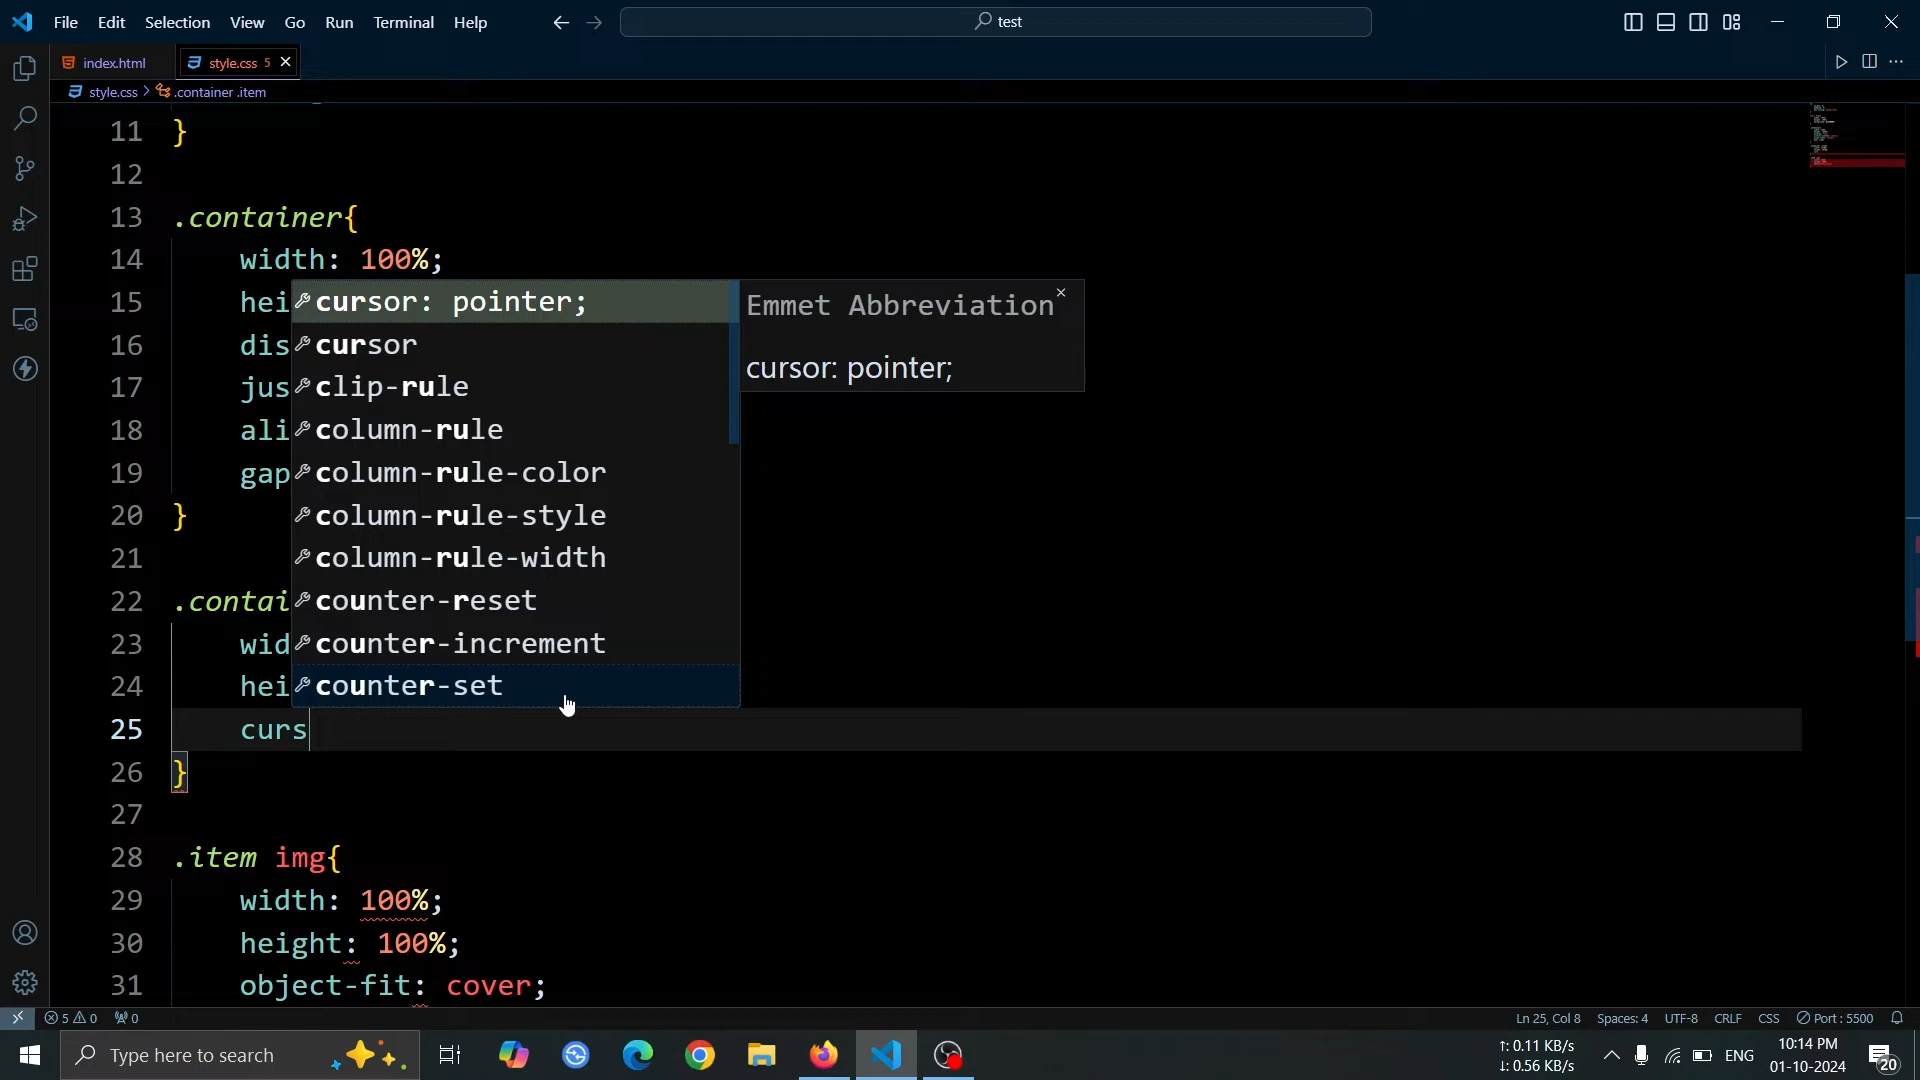 File Edit Selection View Go Run Terminal Help test
index.html style.css 5
style.css > .container .item
11 }
12
13 .container{
14 width: 100%;
15 hei
16 dis
17 jus
18 ali
19 gap
20 }
21
22 .contai
23 wid
24 hei
25 curs
26 }
27
28 .item img{
29 width: 100%;
30 height: 100%;
31 object-fit: cover;
cursor: pointer;
cursor
clip-rule
column-rule
column-rule-color
column-rule-style
column-rule-width
counter-reset
counter-increment
counter-set
Emmet Abbreviation
cursor: pointer;
5 0 0 Ln 25, Col 8 Spaces: 4 UTF-8 CRLF CSS Port : 5500
Type here to search
↑: 0.11 KB/s
↓: 0.56 KB/s
ENG
10:14 PM
01-10-2024
20